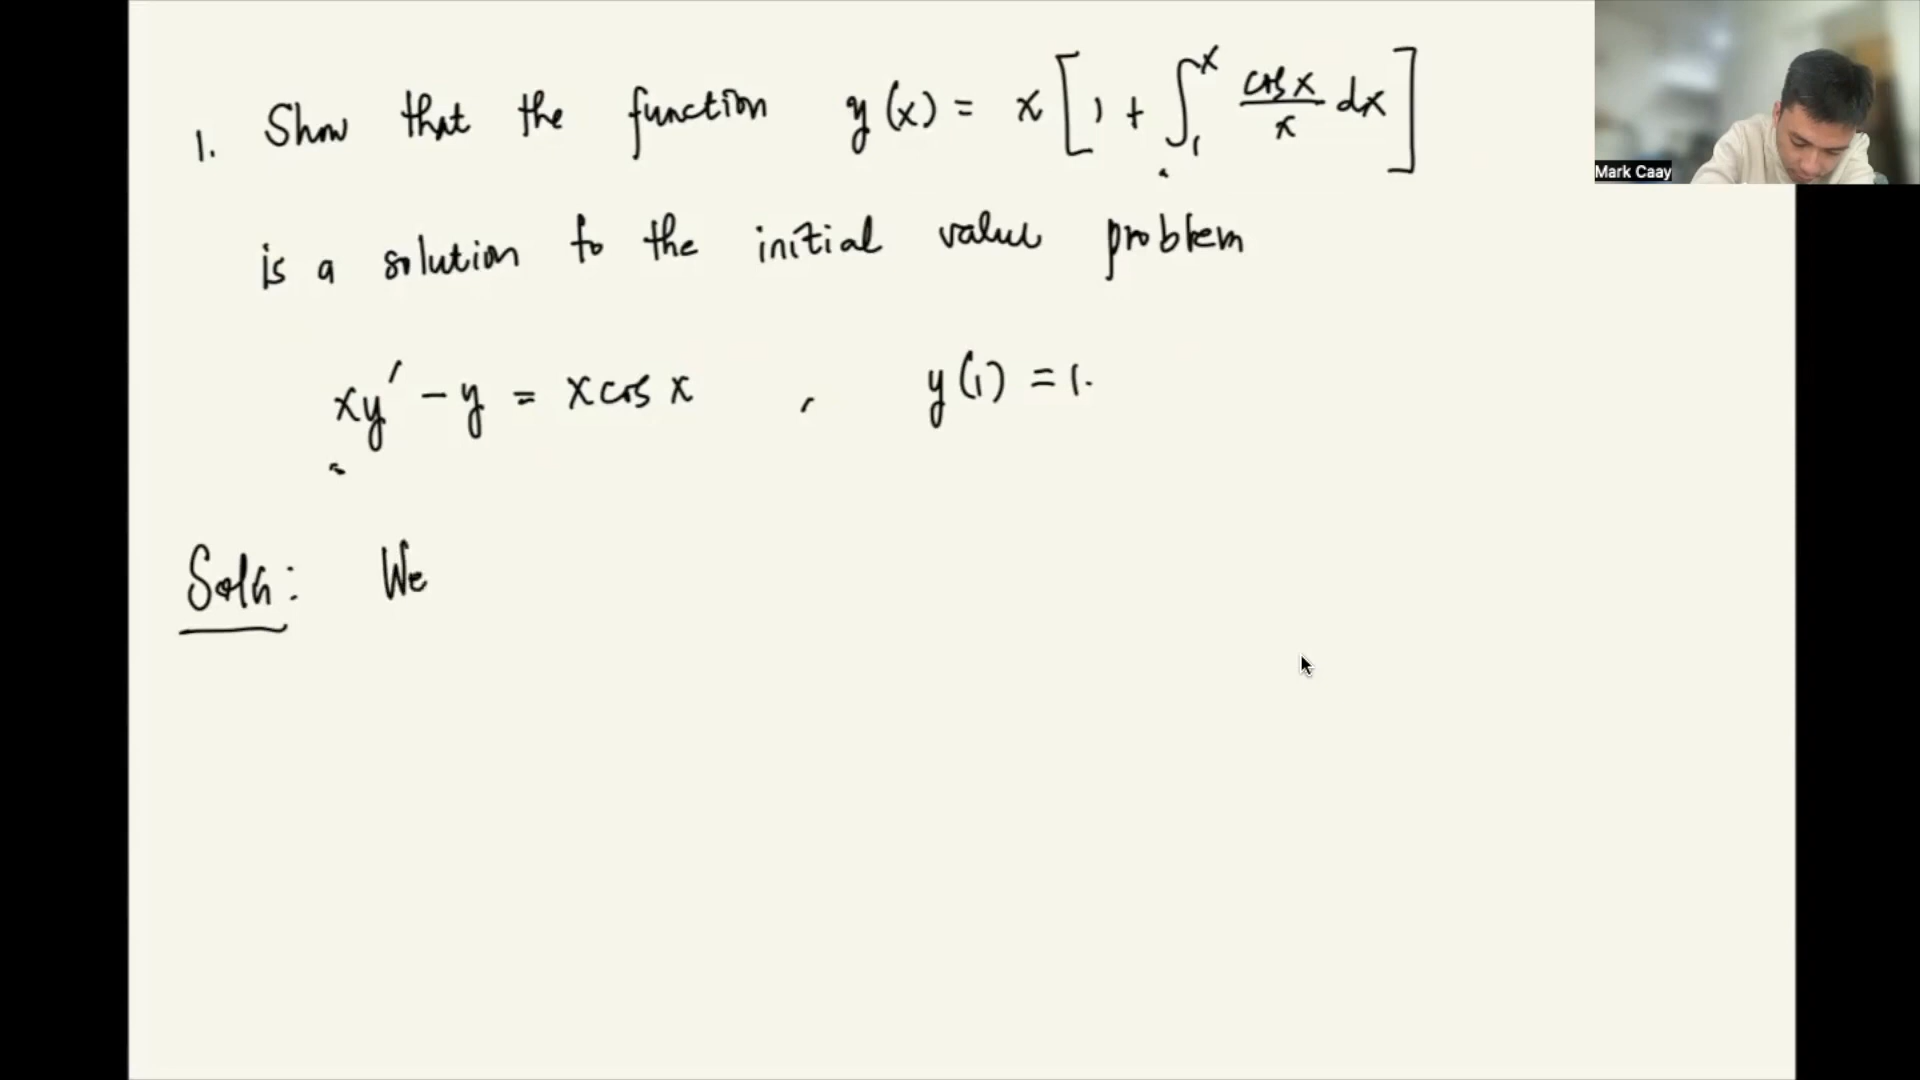 1. Show that the function y(x) = x[1 + ∫₁ˣ cos x / x dx]
is a solution to the initial value problem
xy' - y = x cos x , y(1) = 1.
Soln: We
Mark Caay